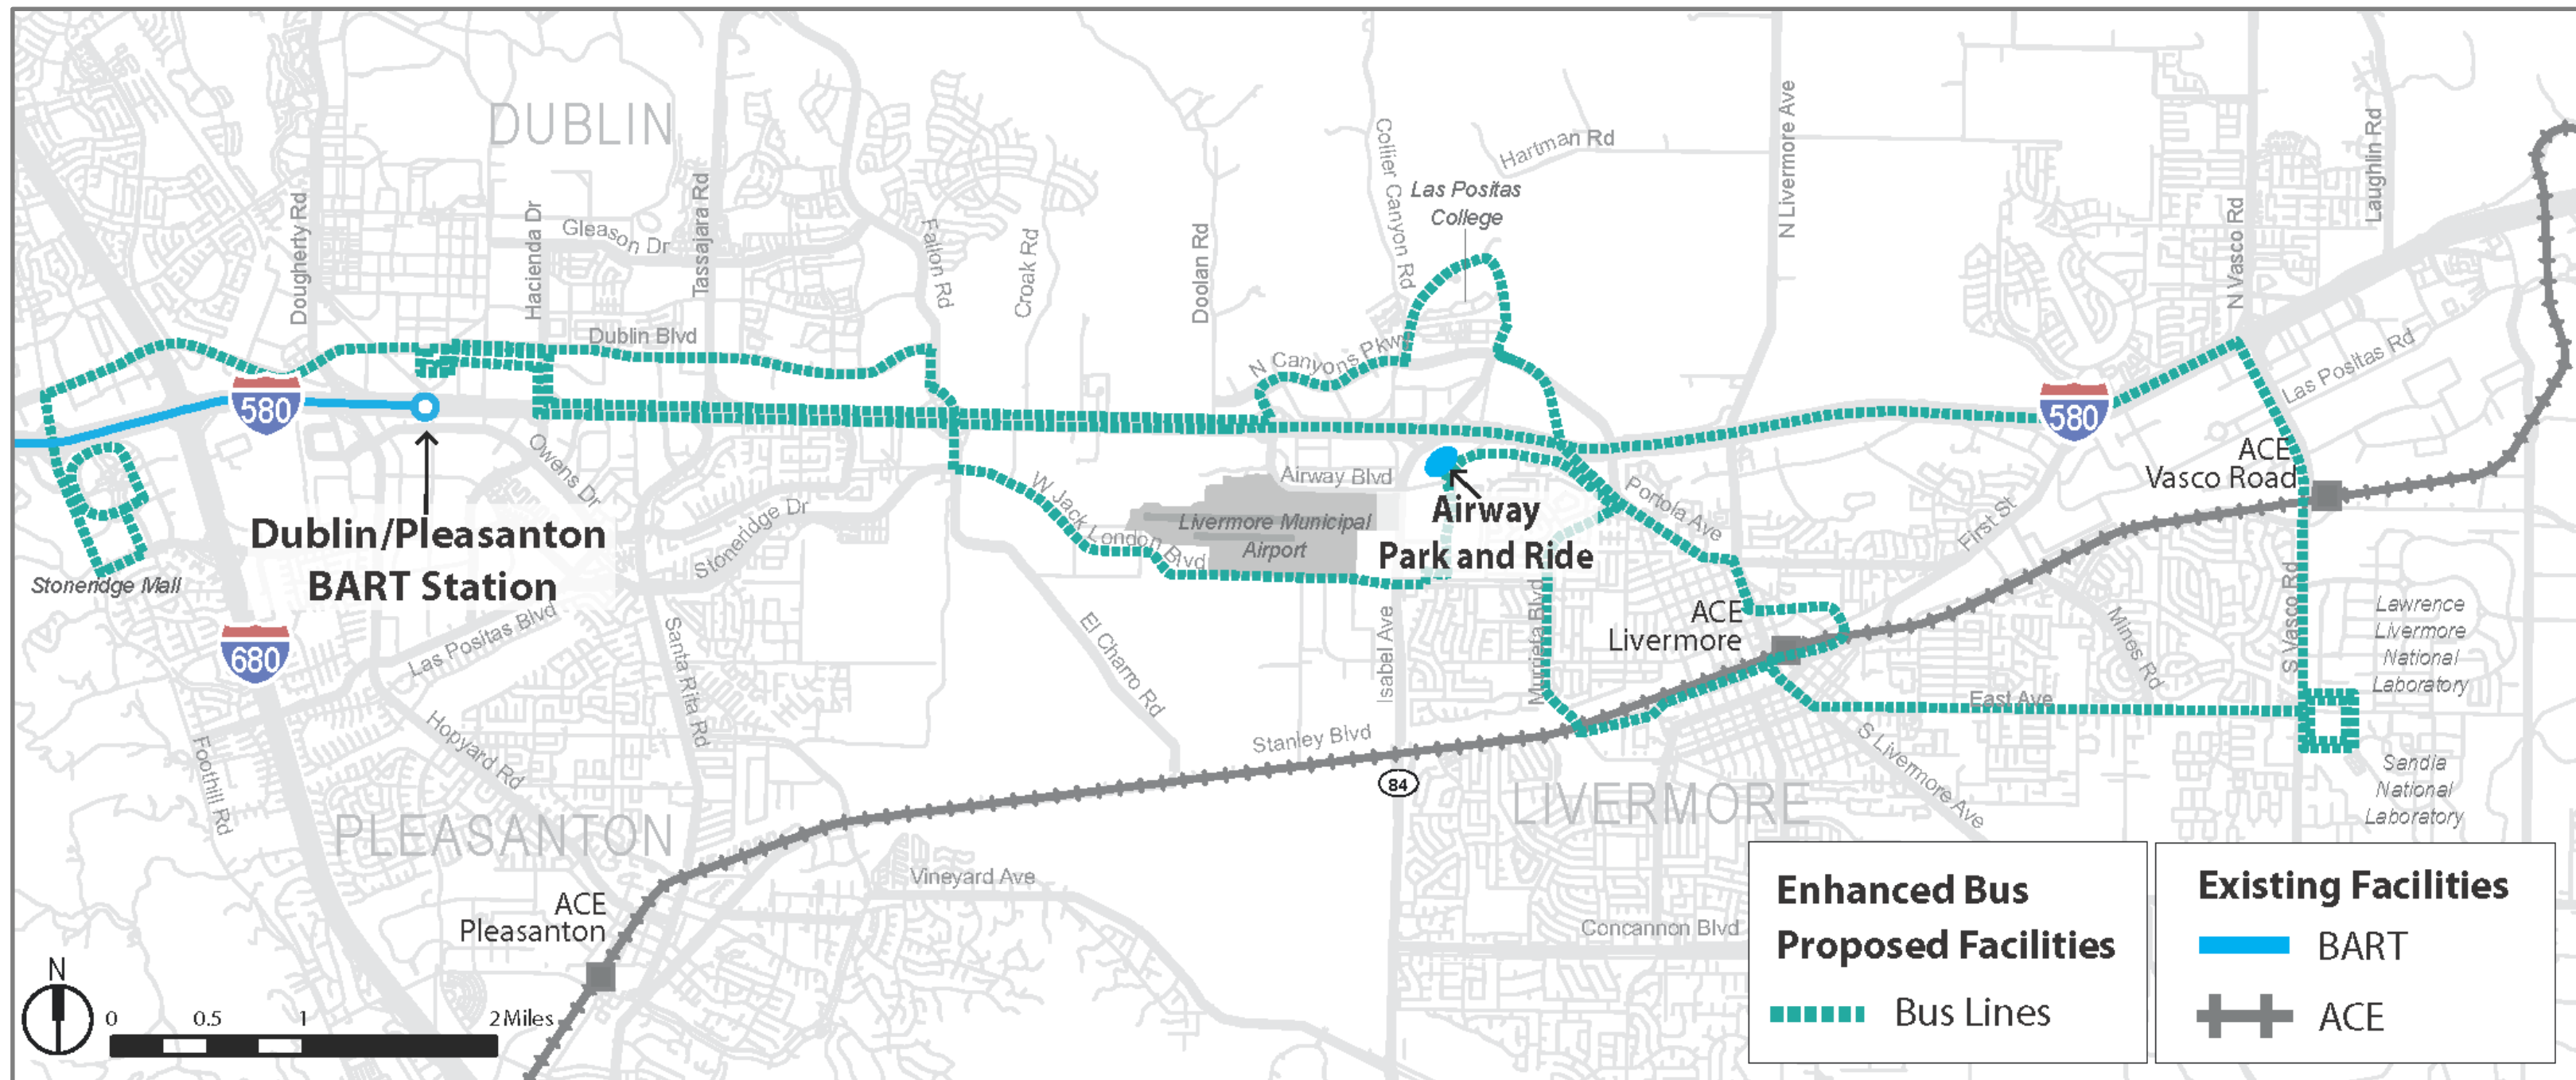 DUBLIN
Dougherty Rd
Hacienda Dr
Gleason Dr
Tassajara Rd
Fallon Rd
Croak Rd
Doolan Rd
Collier Canyon Rd
Las Positas
College
Hartman Rd
N Livermore Ave
N Vasco Rd
Laughlin Rd
Dublin Blvd
N Canyons Pkwy
580
580
Las Positas Rd
Owens Dr
Stoneridge Dr
W Jack London Blvd
Airway Blvd
Livermore Municipal
Airport
Airway
Park and Ride
Portola Ave
First St
ACE
Vasco Road
Dublin/Pleasanton
BART Station
Stoneridge Mall
680
Las Positas Blvd
Santa Rita Rd
El Charro Rd
Isabel Ave
Murrieta Blvd
ACE
Livermore
Mines Rd
S Vasco Rd
Lawrence
Livermore
National
Laboratory
East Ave
S Livermore Ave
Sandia
National
Laboratory
Foothill Rd
Hopyard Rd
Stanley Blvd
84
LIVERMORE
PLEASANTON
Vineyard Ave
Concannon Blvd
ACE
Pleasanton
N
0 0.5 1 2 Miles
Enhanced Bus
Proposed Facilities
Bus Lines
Existing Facilities
BART
ACE